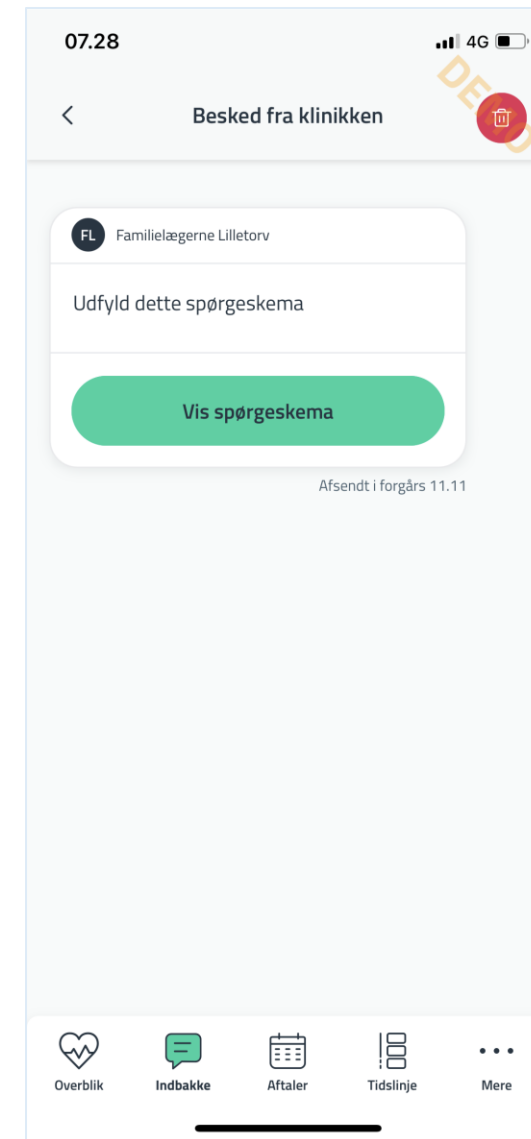 07.28
4G
DEMO
Besked fra klinikken
FL Familielægerne Lilletorv
Udfyld dette spørgeskema
Vis spørgeskema
Afsendt i forgårs 11.11
Overblik
Indbakke
Aftaler
Tidslinje
Mere